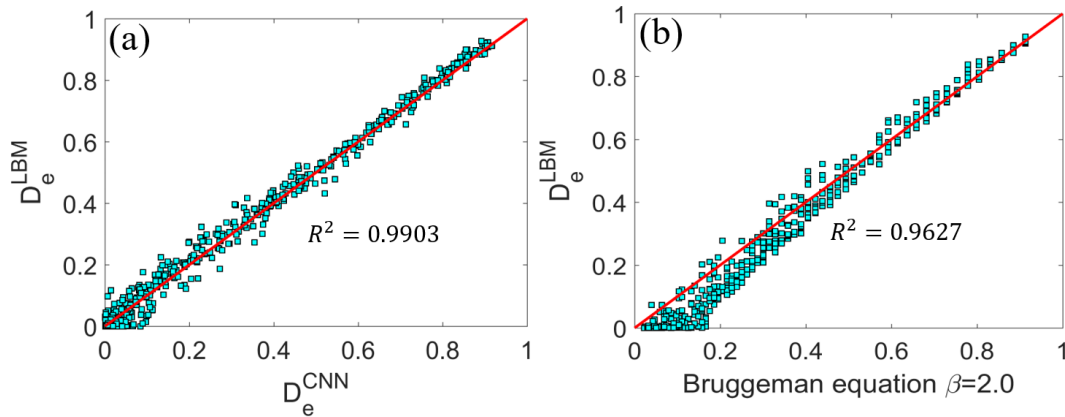 (a)
1
0.8
0.6
0.4
0.2
0
D_e^LBM
R² = 0.9903
0 0.2 0.4 0.6 0.8 1
D_e^CNN
(b)
1
0.8
0.6
0.4
0.2
0
D_e^LBM
R² = 0.9627
0 0.2 0.4 0.6 0.8 1
Bruggeman equation β=2.0